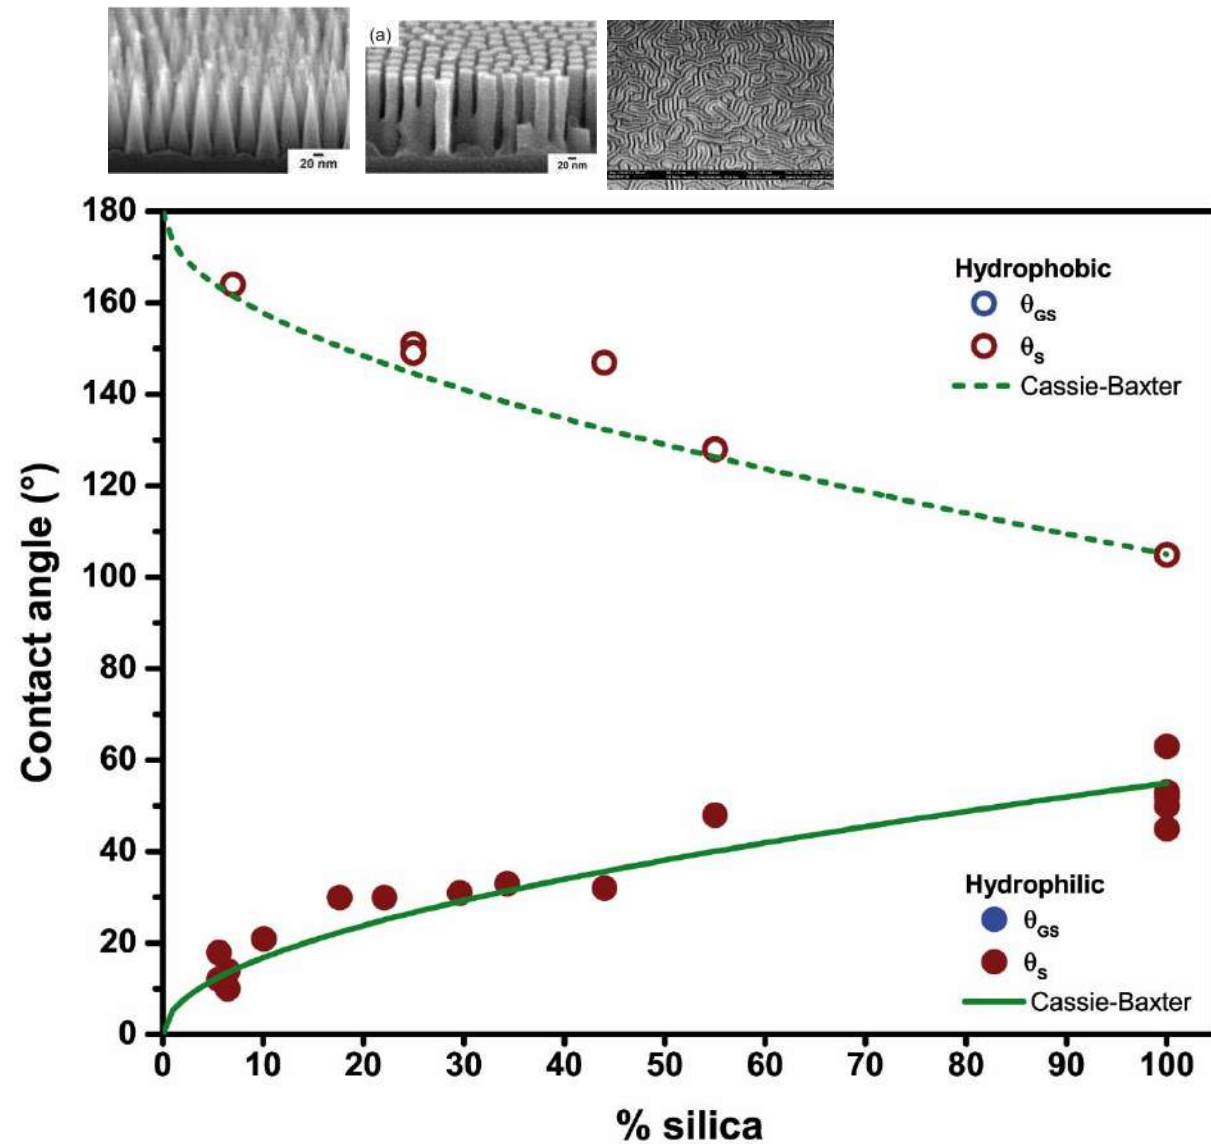 (a)
20 nm
20 nm
180
160
140
120
100
80
60
40
20
0
Contact angle (°)
Hydrophobic
θGS
θS
Cassie-Baxter
Hydrophilic
θGS
θS
Cassie-Baxter
0 10 20 30 40 50 60 70 80 90 100
% silica